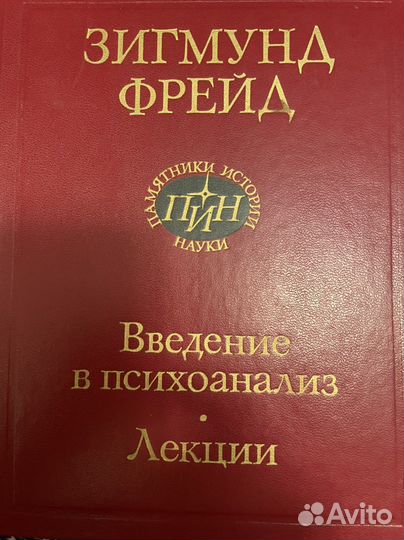 ЗИГМУНД
ФРЕЙД
ПАМЯТНИКИ ИСТОРИИ
ПИН
НАУКИ
Введение
в психоанализ
.
Лекции
Avito